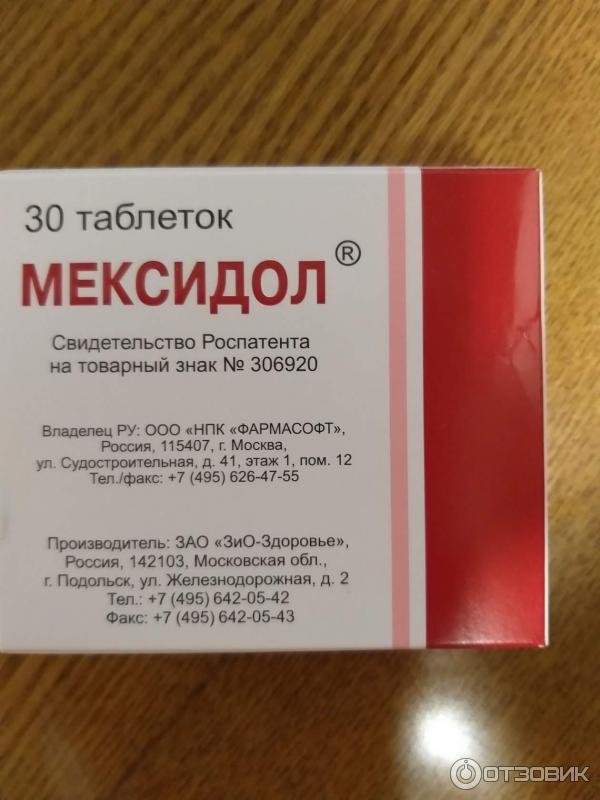 30 таблеток
МЕКСИДОЛ®
Свидетельство Роспатента
на товарный знак № 306920
Владелец РУ: ООО «НПК «ФАРМАСОФТ»,
Россия, 115407, г. Москва,
ул. Судостроительная, д. 41, этаж 1, пом. 12
Тел./факс: +7 (495) 626-47-55
Производитель: ЗАО «ЗиО-Здоровье»,
Россия, 142103, Московская обл.,
г. Подольск, ул. Железнодорожная, д. 2
Тел.: +7 (495) 642-05-42
Факс: +7 (495) 642-05-43
ОТЗОВИК